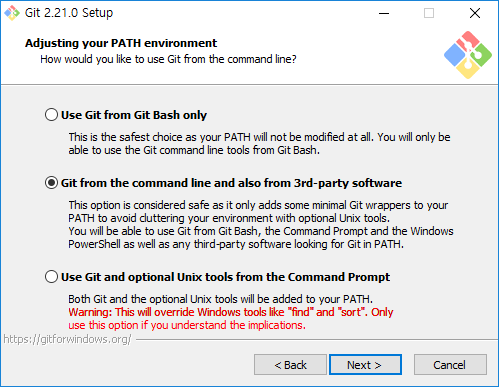 Git 2.21.0 Setup
Adjusting your PATH environment
How would you like to use Git from the command line?
Use Git from Git Bash only
This is the safest choice as your PATH will not be modified at all. You will only be
able to use the Git command line tools from Git Bash.
Git from the command line and also from 3rd-party software
This option is considered safe as it only adds some minimal Git wrappers to your
PATH to avoid cluttering your environment with optional Unix tools.
You will be able to use Git from Git Bash, the Command Prompt and the Windows
PowerShell as well as any third-party software looking for Git in PATH.
Use Git and optional Unix tools from the Command Prompt
Both Git and the optional Unix tools will be added to your PATH.
Warning: This will override Windows tools like "find" and "sort". Only
use this option if you understand the implications.
https://gitforwindows.org/
< Back
Next >
Cancel